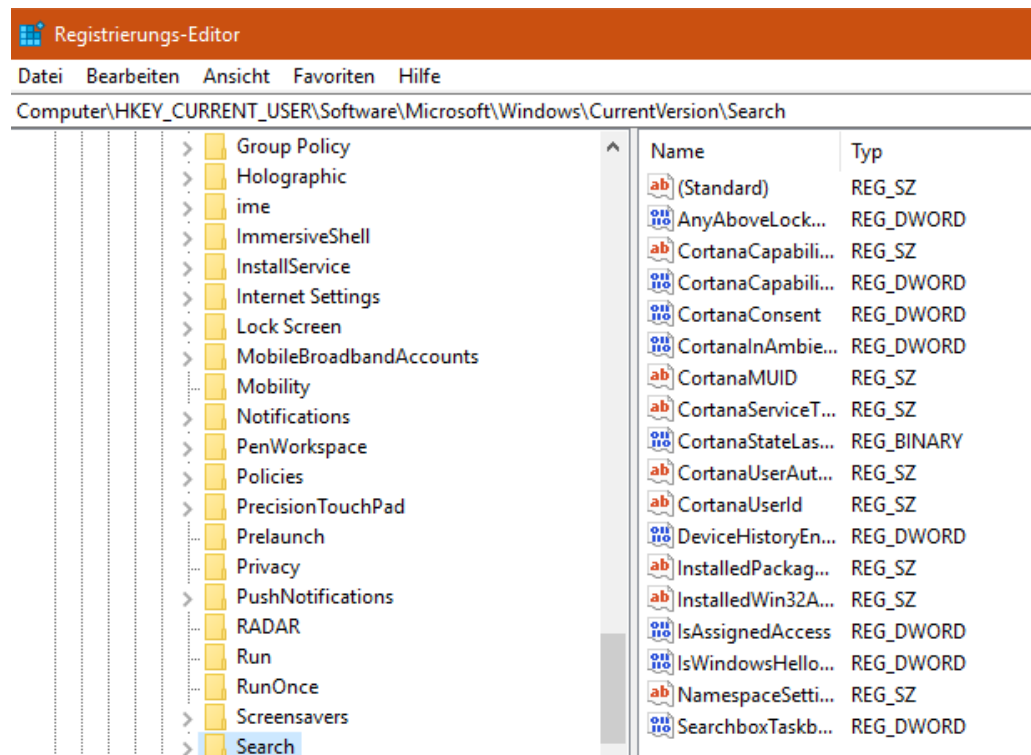 Registrierungs-Editor
Datei Bearbeiten Ansicht Favoriten Hilfe
Computer\HKEY_CURRENT_USER\Software\Microsoft\Windows\CurrentVersion\Search
Group Policy
Holographic
ime
ImmersiveShell
InstallService
Internet Settings
Lock Screen
MobileBroadbandAccounts
Mobility
Notifications
PenWorkspace
Policies
PrecisionTouchPad
Prelaunch
Privacy
PushNotifications
RADAR
Run
RunOnce
Screensavers
Search
Name Typ
(Standard) REG_SZ
AnyAboveLock... REG_DWORD
CortanaCapabili... REG_SZ
CortanaCapabili... REG_DWORD
CortanaConsent REG_DWORD
CortanaInAmbie... REG_DWORD
CortanaMUID REG_SZ
CortanaServiceT... REG_SZ
CortanaStateLas... REG_BINARY
CortanaUserAut... REG_SZ
CortanaUserId REG_SZ
DeviceHistoryEn... REG_DWORD
InstalledPackag... REG_SZ
InstalledWin32A... REG_SZ
IsAssignedAccess REG_DWORD
IsWindowsHello... REG_DWORD
NamespaceSetti... REG_SZ
SearchboxTaskb... REG_DWORD